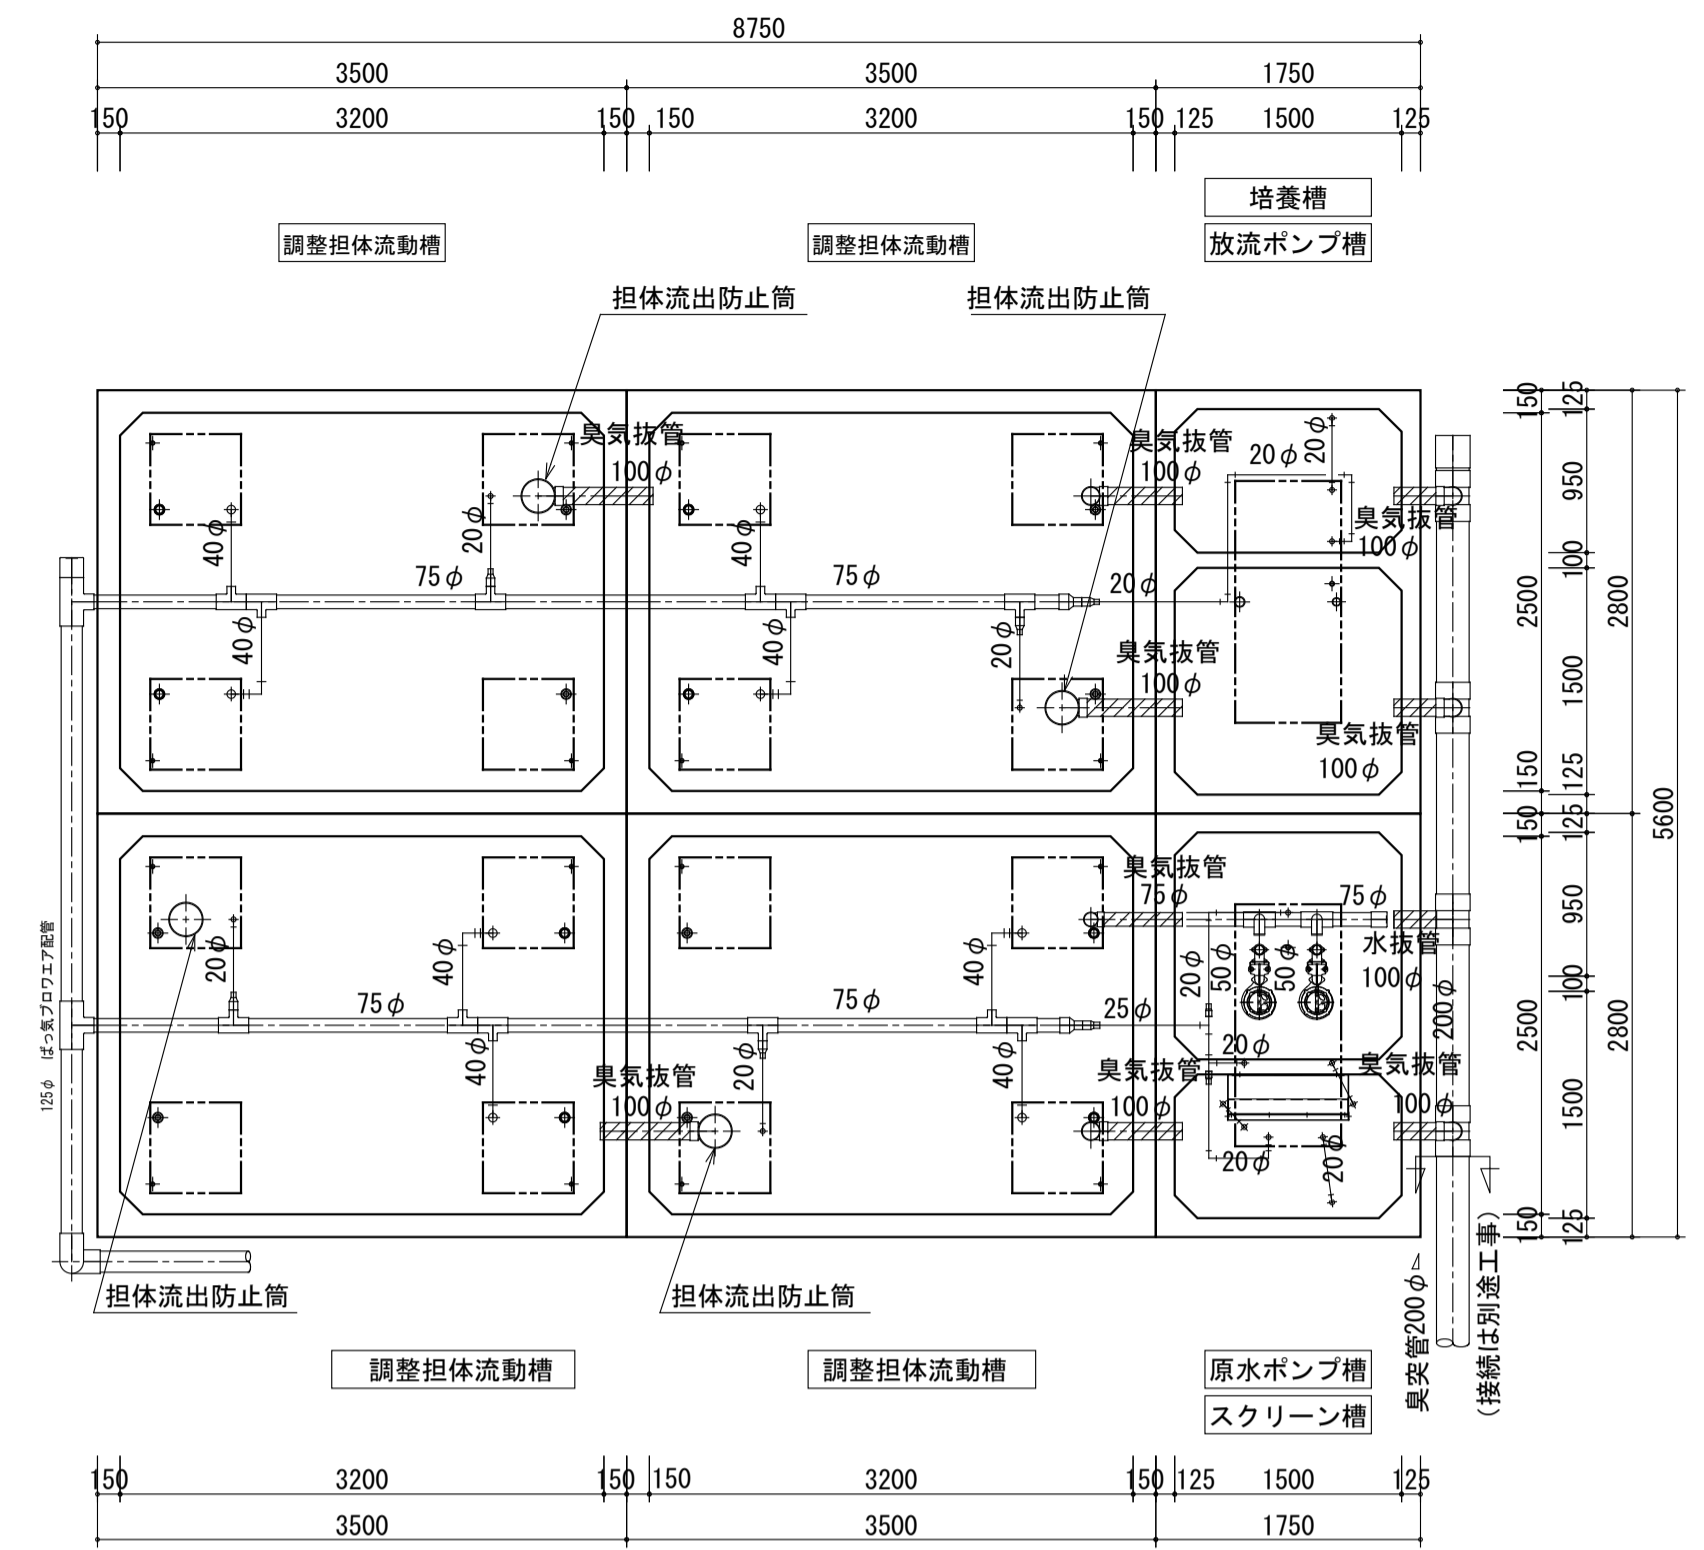 8750
3500
3500
1750
150
3200
150
150
3200
150
125
1500
125
培養槽
調整担体流動槽
調整担体流動槽
放流ポンプ槽
担体流出防止筒
担体流出防止筒
臭気抜管
100φ
臭気抜管
100φ
20φ
20φ
臭気抜管
100φ
40φ
20φ
40φ
75φ
75φ
20φ
40φ
40φ
20φ
臭気抜管
100φ
臭気抜管
100φ
150
125
950
100
2500
2800
1500
150
125
5600
150
125
950
100
2500
2800
1500
150
125
臭気抜管
75φ
75φ
水抜管
100φ
20φ
40φ
40φ
20φ
50φ
50φ
200φ
75φ
75φ
25φ
20φ
40φ
20φ
40φ
臭気抜管
100φ
臭気抜管
100φ
臭気抜管
100φ
20φ
20φ
125φ ばっ気ブロワエア配管
担体流出防止筒
担体流出防止筒
臭突管200φ
(接続は別途工事)
調整担体流動槽
調整担体流動槽
原水ポンプ槽
スクリーン槽
150
3200
150
150
3200
150
125
1500
125
3500
3500
1750